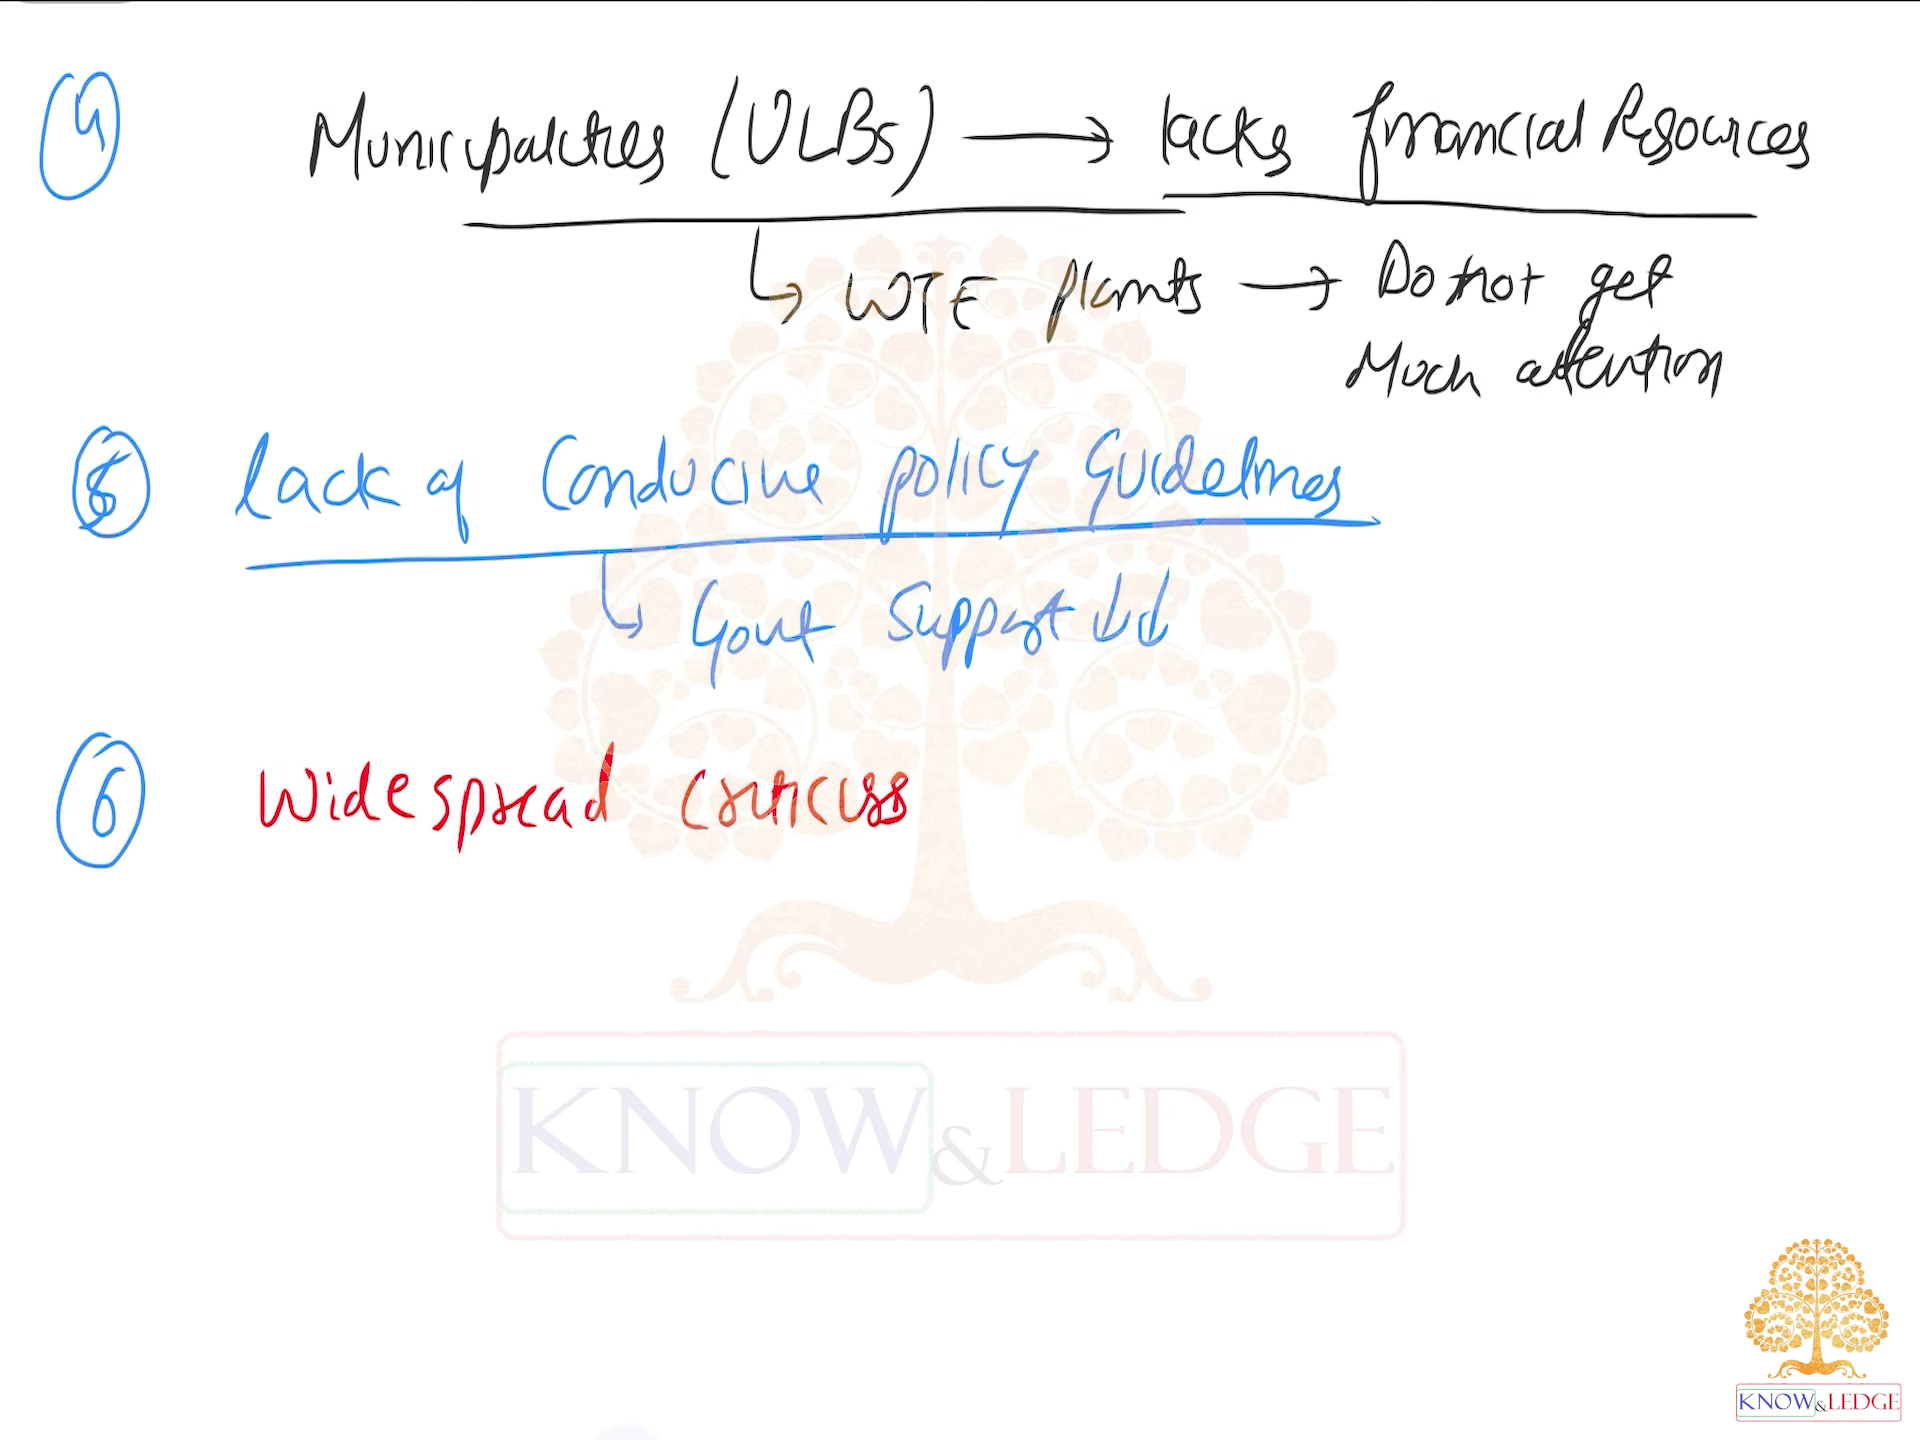 4 Municipalities (ULBs) → lacks financial Resources
↳ WTE plants → Do not get
Much attention
5 lack of Conducive policy Guidelines
↳ Govt Support ↓↓
6 Widespread
KNOW&LEDGE
KNOW&LEDGE